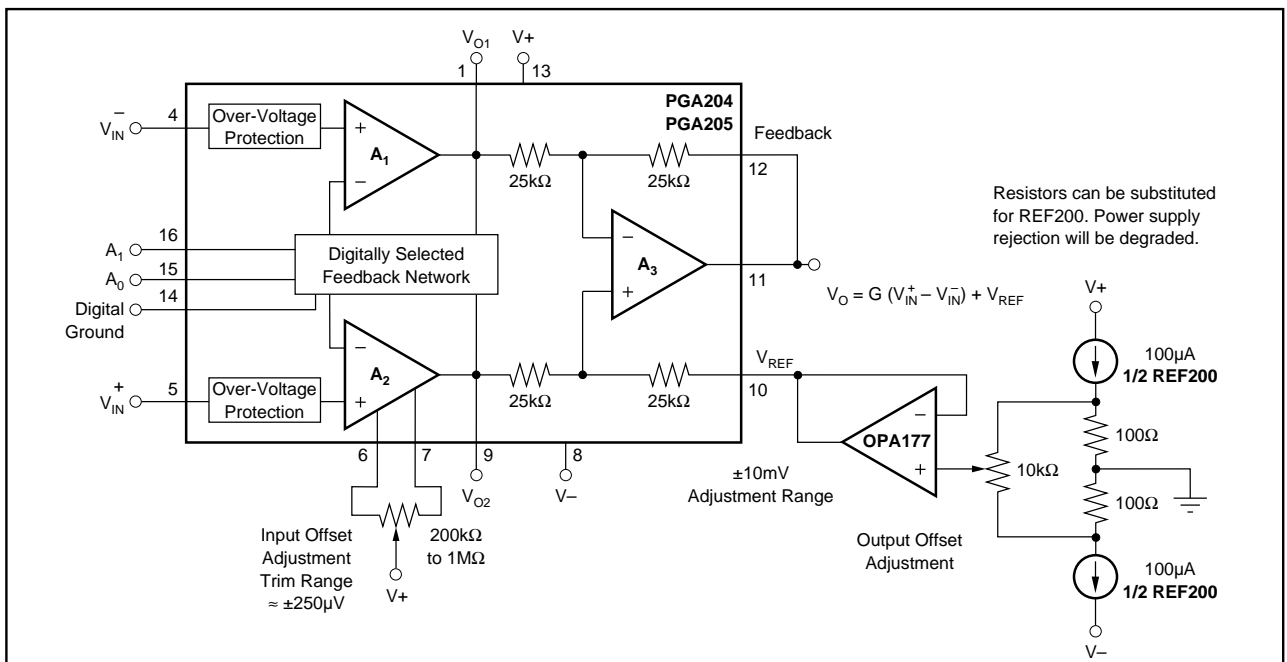 V_O1
V+
1
13
PGA204
PGA205
4
V_IN^–
Over-Voltage
Protection
+
A_1
–
Feedback
12
25kΩ
25kΩ
Resistors can be substituted
for REF200. Power supply
rejection will be degraded.
A_1
16
A_0
15
Digital
Ground
14
Digitally Selected
Feedback Network
–
A_3
+
11
V_O = G (V_IN^+ – V_IN^–) + V_REF
V+
100µA
1/2 REF200
–
A_2
+
5
V_IN^+
Over-Voltage
Protection
25kΩ
25kΩ
V_REF
10
–
OPA177
+
10kΩ
100Ω
100Ω
6
7
9
8
V_O2
V–
±10mV
Adjustment Range
Input Offset
Adjustment
Trim Range
≈ ±250µV
200kΩ
to 1MΩ
V+
Output Offset
Adjustment
100µA
1/2 REF200
V–